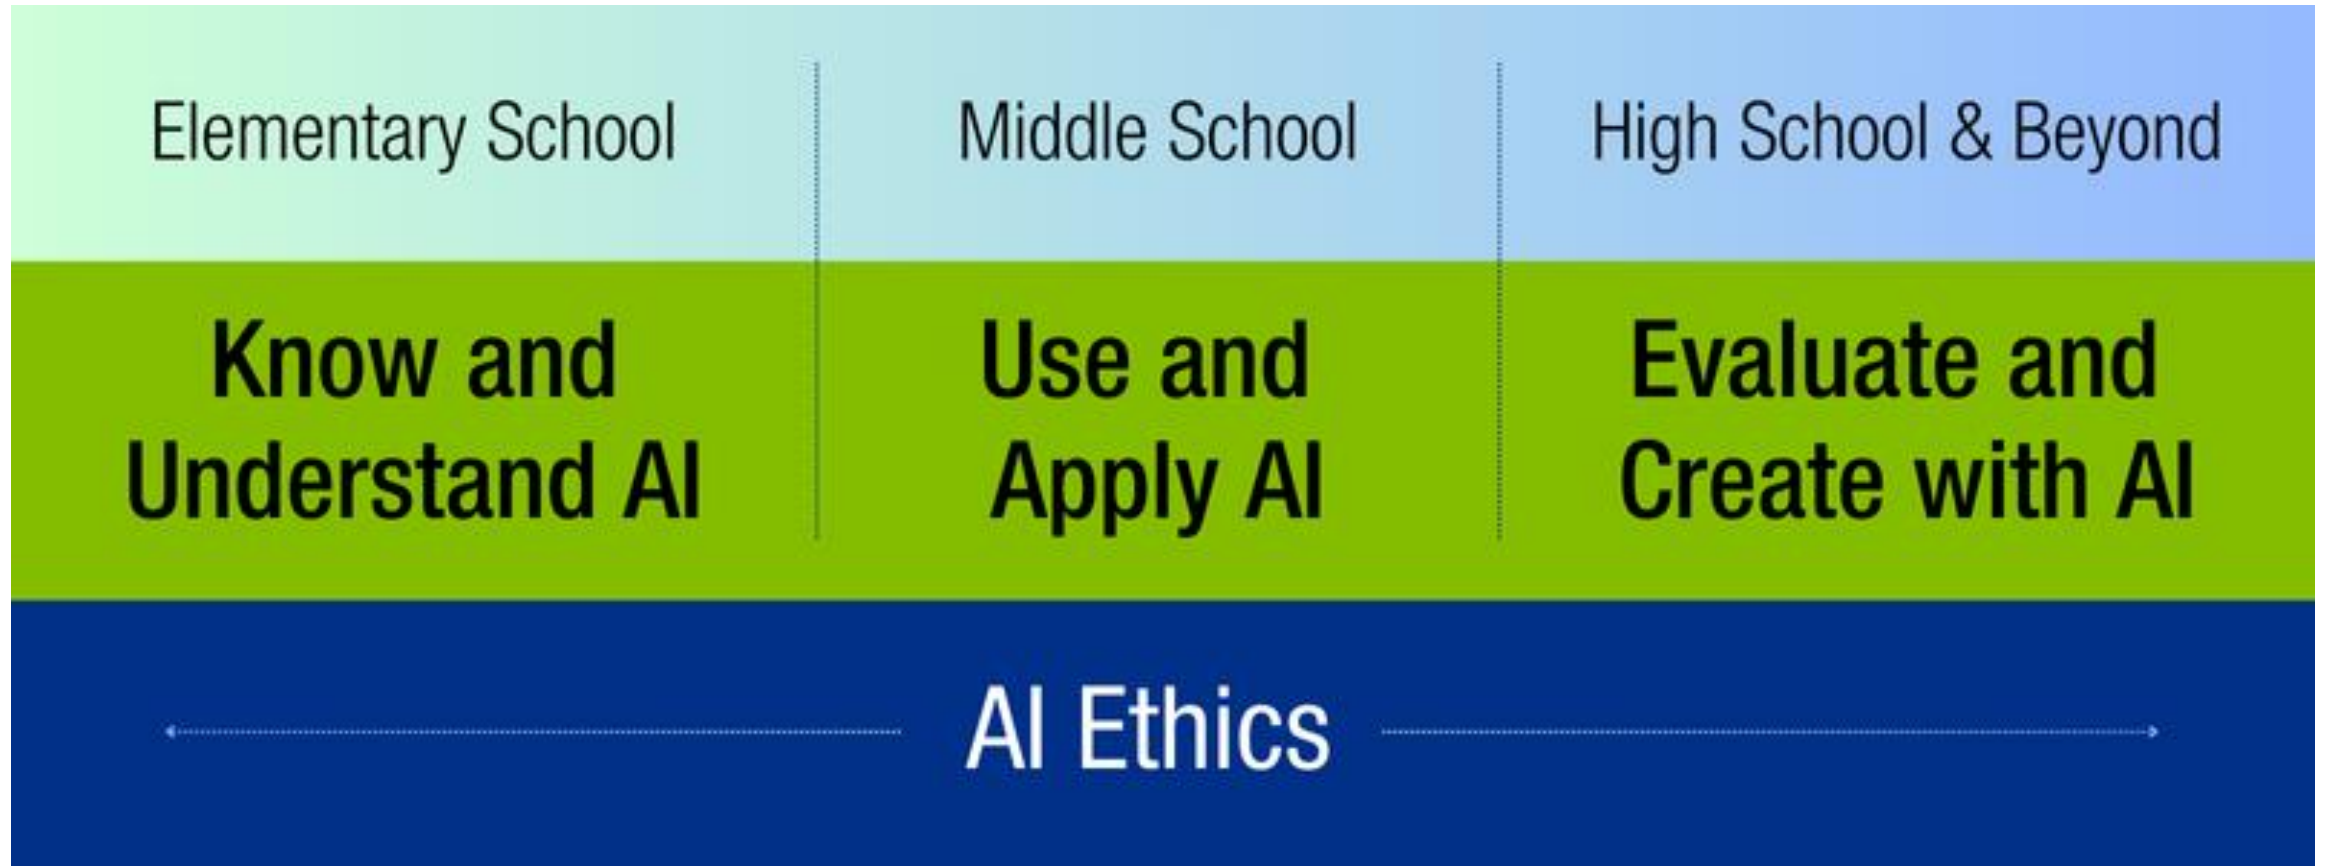 Elementary School
Middle School
High School & Beyond
Know and
Understand AI
Use and
Apply AI
Evaluate and
Create with AI
AI Ethics